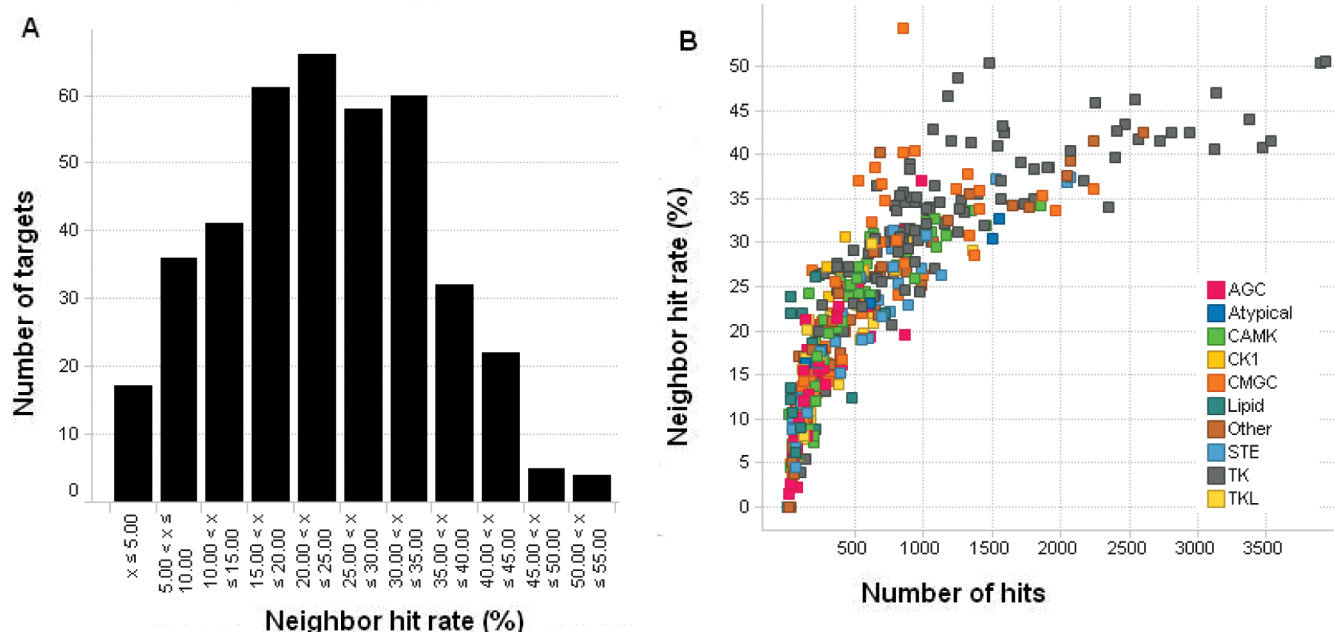 A
Number of targets
60
50
40
30
20
10
0
x ≤ 5.00
5.00 < x ≤
10.00
10.00 < x
≤ 15.00
15.00 < x
≤ 20.00
20.00 < x
≤ 25.00
25.00 < x
≤ 30.00
30.00 < x
≤ 35.00
35.00 < x
≤ 40.00
40.00 < x
≤ 45.00
45.00 < x
≤ 50.00
50.00 < x
≤ 55.00
Neighbor hit rate (%)
B
Neighbor hit rate (%)
50
45
40
35
30
25
20
15
10
5
0
500
1000
1500
2000
2500
3000
3500
Number of hits
AGC
Atypical
CAMK
CK1
CMGC
Lipid
Other
STE
TK
TKL